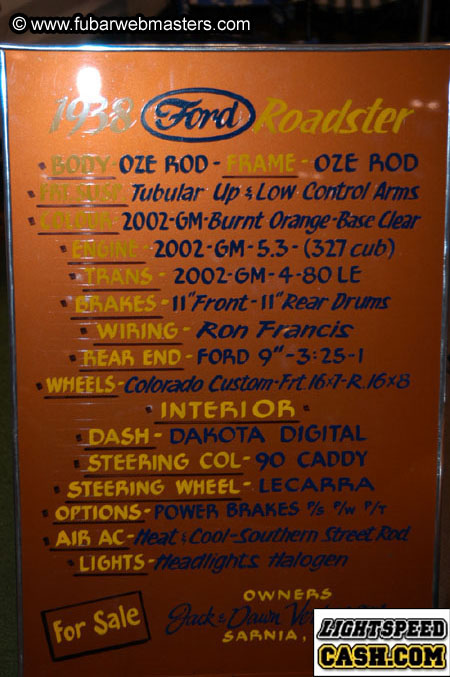 © www.fubarwebmasters.com
1938 Ford Roadster
· BODY - OZE ROD - FRAME - OZE ROD
· FRT SUSP Tubular Up & Low Control Arms
· COLOUR - 2002-GM-Burnt Orange-Base Clear
· ENGINE - 2002-GM-5.3-(327 cub)
· TRANS - 2002-GM-4-80 LE
· BRAKES - 11" Front - 11" Rear Drums
· WIRING - Ron Francis
· REAR END - FORD 9"-3:25-1
· WHEELS - Colorado Custom-Frt.16x7-R.16x8
· INTERIOR ·
· DASH - DAKOTA DIGITAL
· STEERING COL - 90 CADDY
· STEERING WHEEL - LECARRA
· OPTIONS - POWER BRAKES P/S P/W P/T
· AIR AC - Heat & Cool-Southern Street Rod
· LIGHTS - Headlights Halogen
For Sale
OWNERS
Jack & Dawn
SARNIA,
LIGHTSPEED
CASH.COM